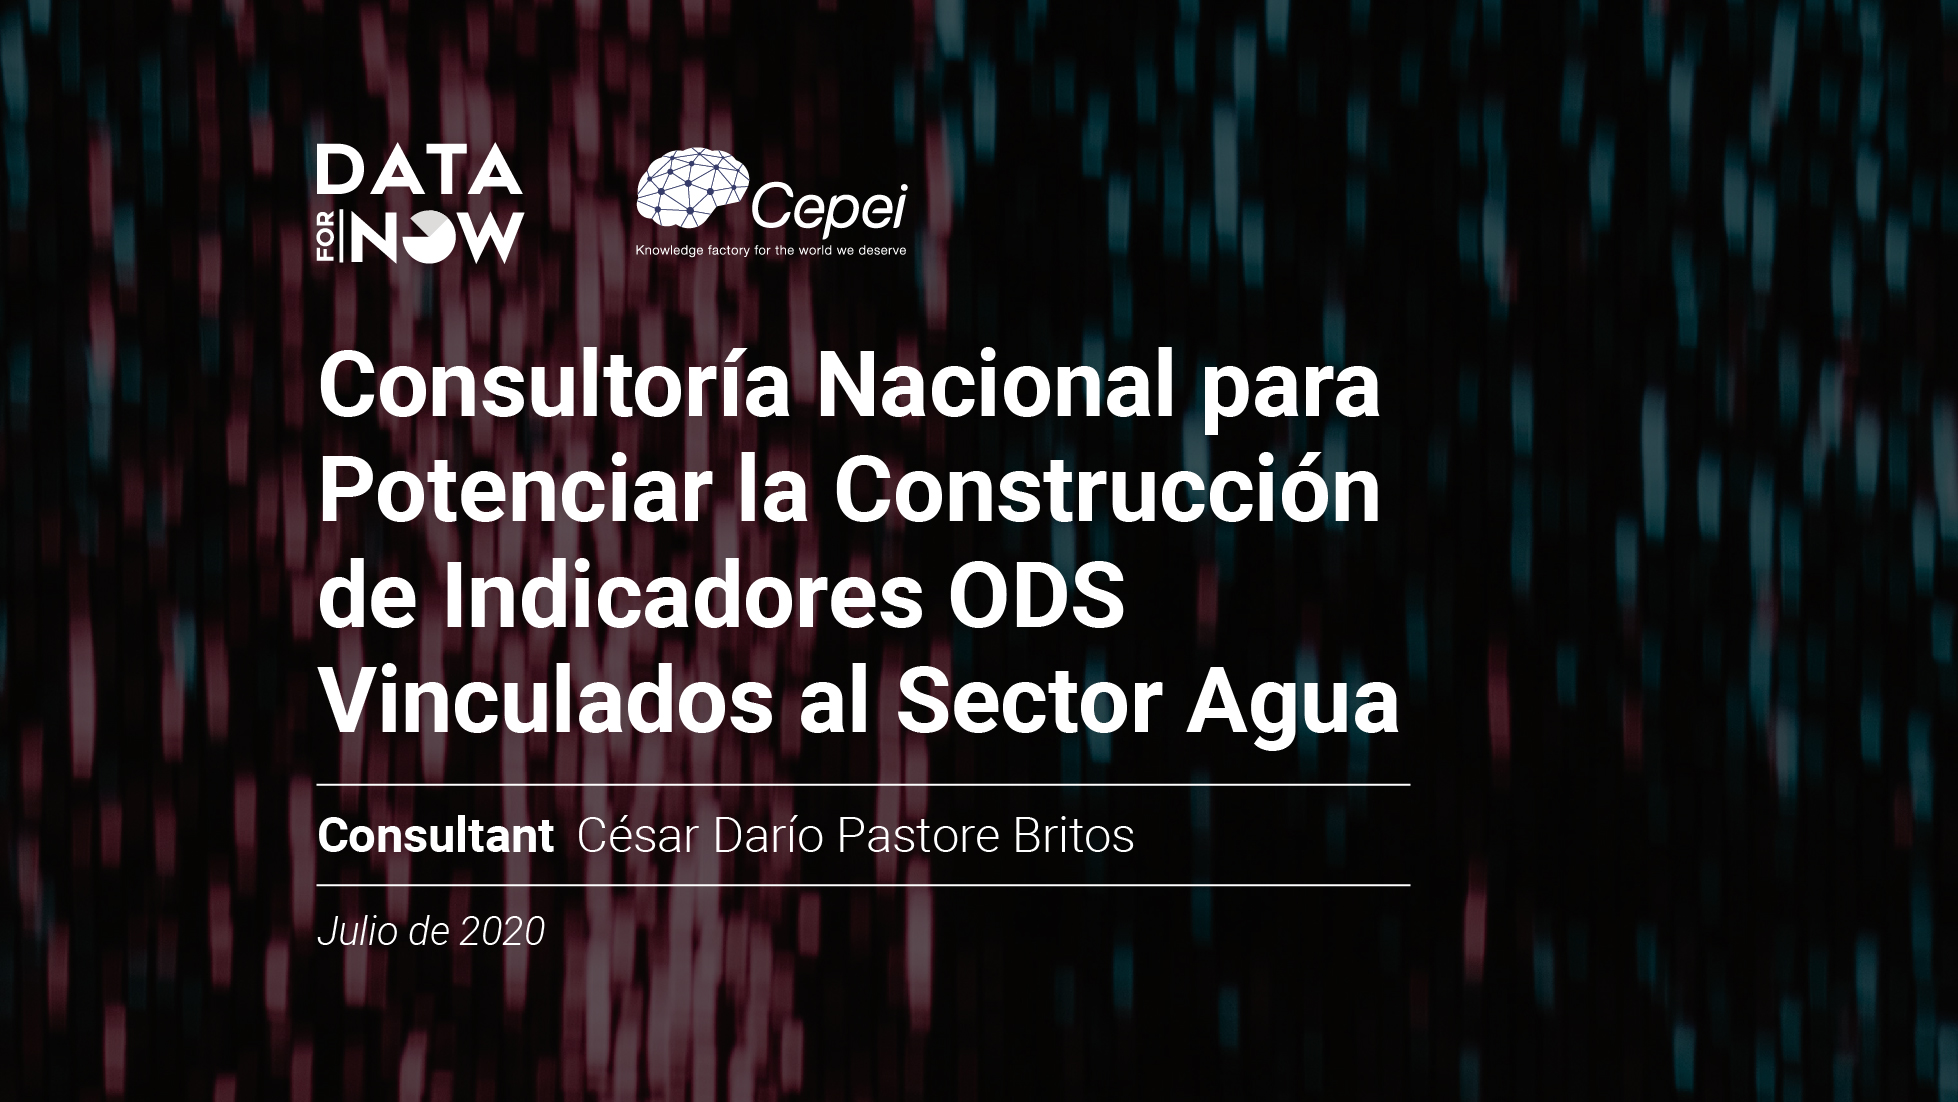 DATA
FOR NOW
Cepei
Knowledge factory for the world we deserve
Consultoría Nacional para
Potenciar la Construcción
de Indicadores ODS
Vinculados al Sector Agua
Consultant César Darío Pastore Britos
Julio de 2020